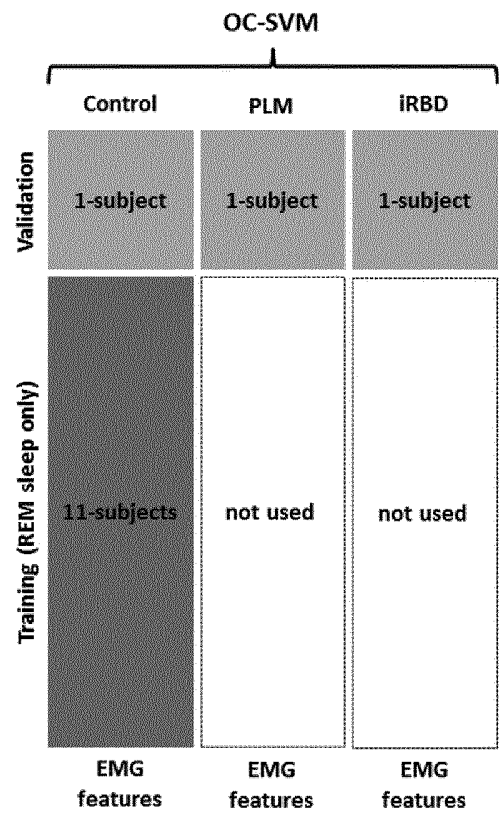 OC-SVM
Control PLM iRBD
Validation
1-subject 1-subject 1-subject
Training (REM sleep only)
11-subjects not used not used
EMG EMG EMG
features features features